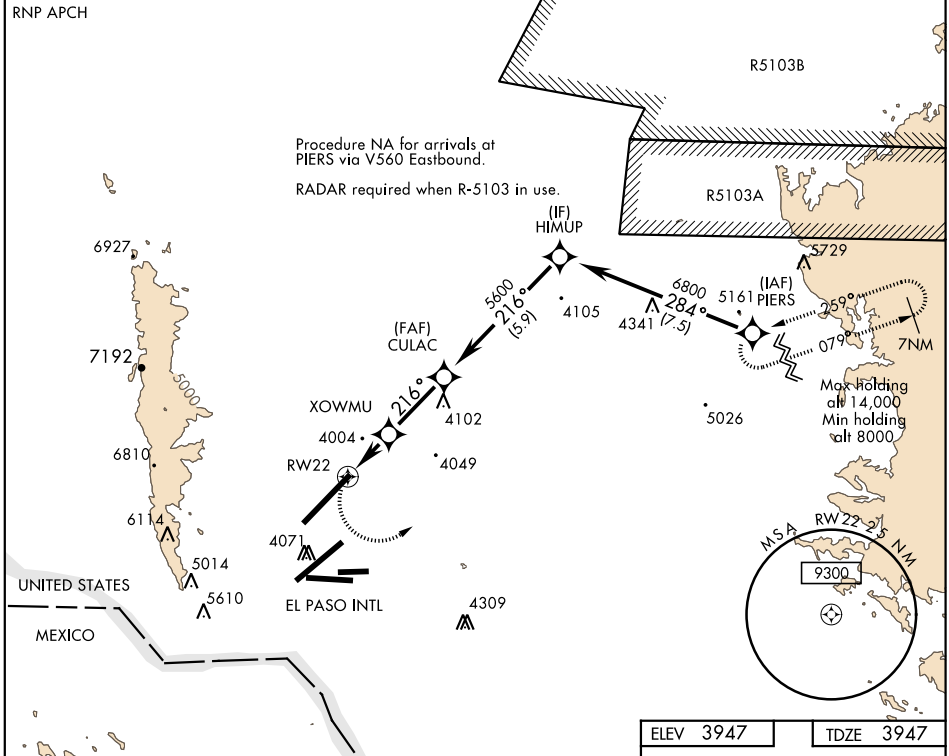 RNP APCH
R5103B
Procedure NA for arrivals at
PIERS via V560 Eastbound.
RADAR required when R-5103 in use.
R5103A
(IF)
HIMUP
6927
5729
5600
216°
(5.9)
4105
6800
284°
(7.5)
4341
5161
(IAF)
PIERS
259°
079°
7NM
(FAF)
CULAC
7192
Max holding
alt 14,000
Min holding
alt 8000
216°
4102
5026
XOWMU
4004
4049
6810
RW22
6114
4071
5014
MSA RW22 25 NM
9300
UNITED STATES
5610
EL PASO INTL
4309
MEXICO
ELEV 3947
TDZE 3947